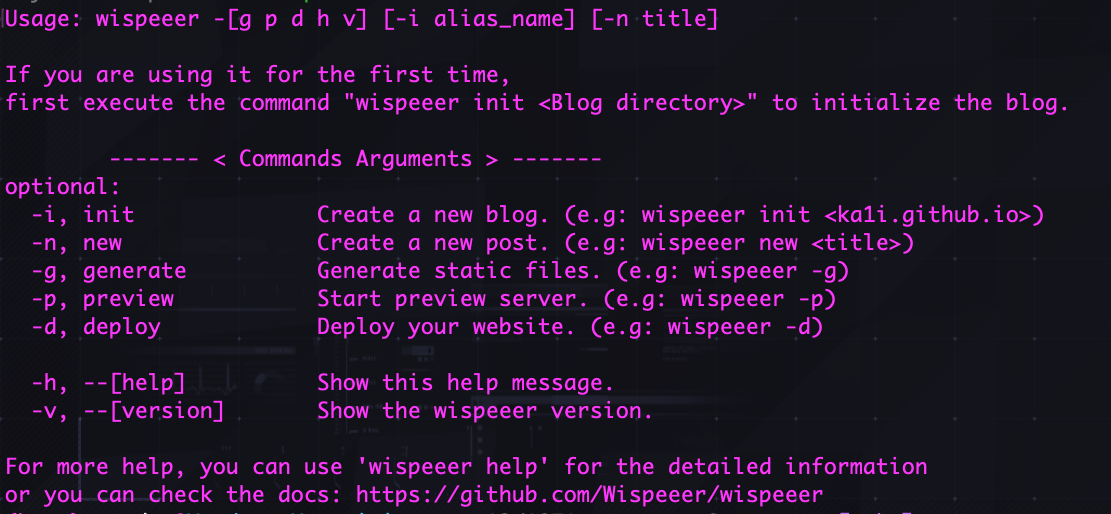 Usage: wispeeer -[g p d h v] [-i alias_name] [-n title]
If you are using it for the first time,
first execute the command "wispeeer init <Blog directory>" to initialize the blog.
------- < Commands Arguments > -------
optional:
-i, init Create a new blog. (e.g: wispeeer init <ka1i.github.io>)
-n, new Create a new post. (e.g: wispeeer new <title>)
-g, generate Generate static files. (e.g: wispeeer -g)
-p, preview Start preview server. (e.g: wispeeer -p)
-d, deploy Deploy your website. (e.g: wispeeer -d)
-h, --[help] Show this help message.
-v, --[version] Show the wispeeer version.
For more help, you can use 'wispeeer help' for the detailed information
or you can check the docs: https://github.com/Wispeeer/wispeeer